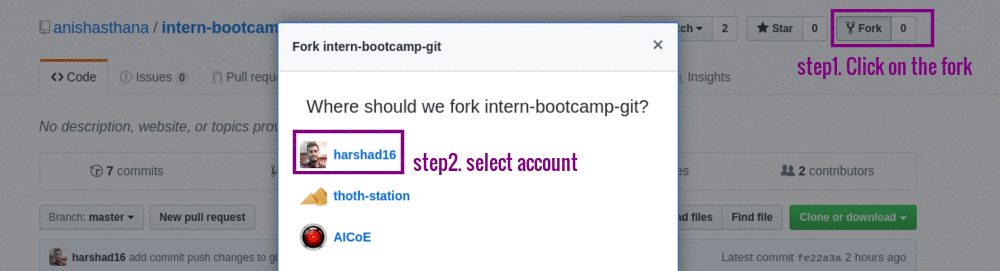 anishasthana / intern-bootcam
tch 2 Star 0 Fork 0
Fork intern-bootcamp-git ×
step1. Click on the fork
Code Issues 0 Pull reque Insights
Where should we fork intern-bootcamp-git?
No description, website, or topics prov
harshad16 step2. select account
7 commits 2 contributors
thoth-station
Branch: master New pull request ad files Find file Clone or download
AICoE
harshad16 add commit push changes to gi Latest commit fe22a3a 2 hours ago